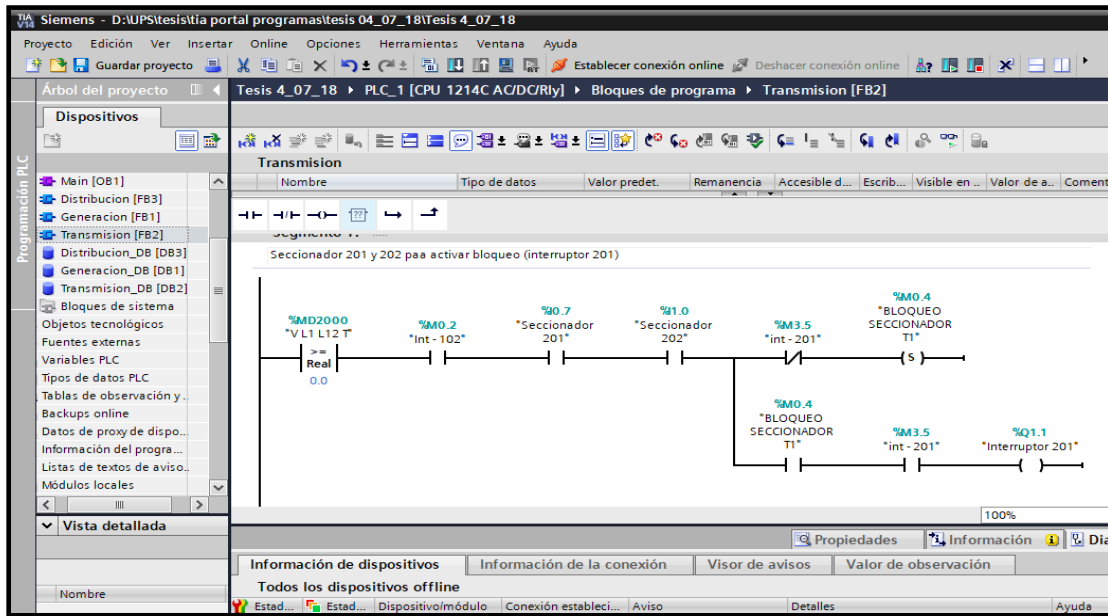 TIA V14 Siemens - D:\UPS\tesis\tia portal programas\tesis 04_07_18\Tesis 4_07_18
Proyecto Edición Ver Insertar Online Opciones Herramientas Ventana Ayuda
Guardar proyecto Establecer conexión online Deshacer conexión online
Árbol del proyecto
Tesis 4_07_18 PLC_1 [CPU 1214C AC/DC/Rly] Bloques de programa Transmision [FB2]
Dispositivos
Programación PLC
Main [OB1]
Distribucion [FB3]
Generacion [FB1]
Transmision [FB2]
Distribucion_DB [DB3]
Generacion_DB [DB1]
Transmision_DB [DB2]
Bloques de sistema
Objetos tecnológicos
Fuentes externas
Variables PLC
Tipos de datos PLC
Tablas de observación y .
Backups online
Datos de proxy de dispo...
Información del progra...
Listas de textos de aviso..
Módulos locales
Vista detallada
Nombre
Transmision
Nombre Tipo de datos Valor predet. Remanencia Accesible d... Escrib... Visible en .. Valor de a.. Coment
??
Seccionador 201 y 202 paa activar bloqueo (interruptor 201)
%MD2000
"V L1 L12 T"
>=
Real
0.0
%M0.2
"Int - 102"
%I0.7
"Seccionador
201"
%I1.0
"Seccionador
202"
%M3.5
"int - 201"
%M0.4
"BLOQUEO
SECCIONADOR
T1"
S
%M0.4
"BLOQUEO
SECCIONADOR
T1"
%M3.5
"int - 201"
%Q1.1
"Interruptor 201"
100%
Propiedades Información Dia
Información de dispositivos Información de la conexión Visor de avisos Valor de observación
Todos los dispositivos offline
Estad... Estad... Dispositivo/módulo Conexión estableci... Aviso Detalles Ayuda